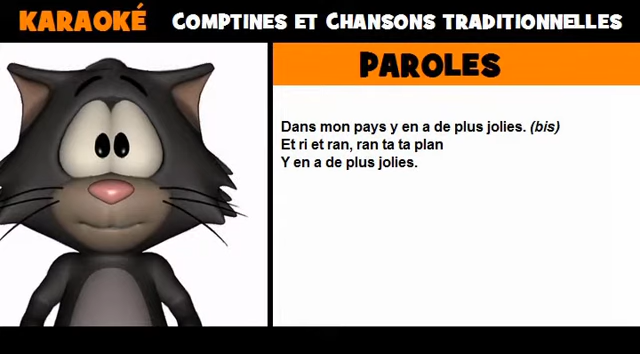 KARAOKÉ COMPTINES ET CHANSONS TRADITIONNELLES
PAROLES
Dans mon pays y en a de plus jolies. (bis)
Et ri et ran, ran ta ta plan
Y en a de plus jolies.